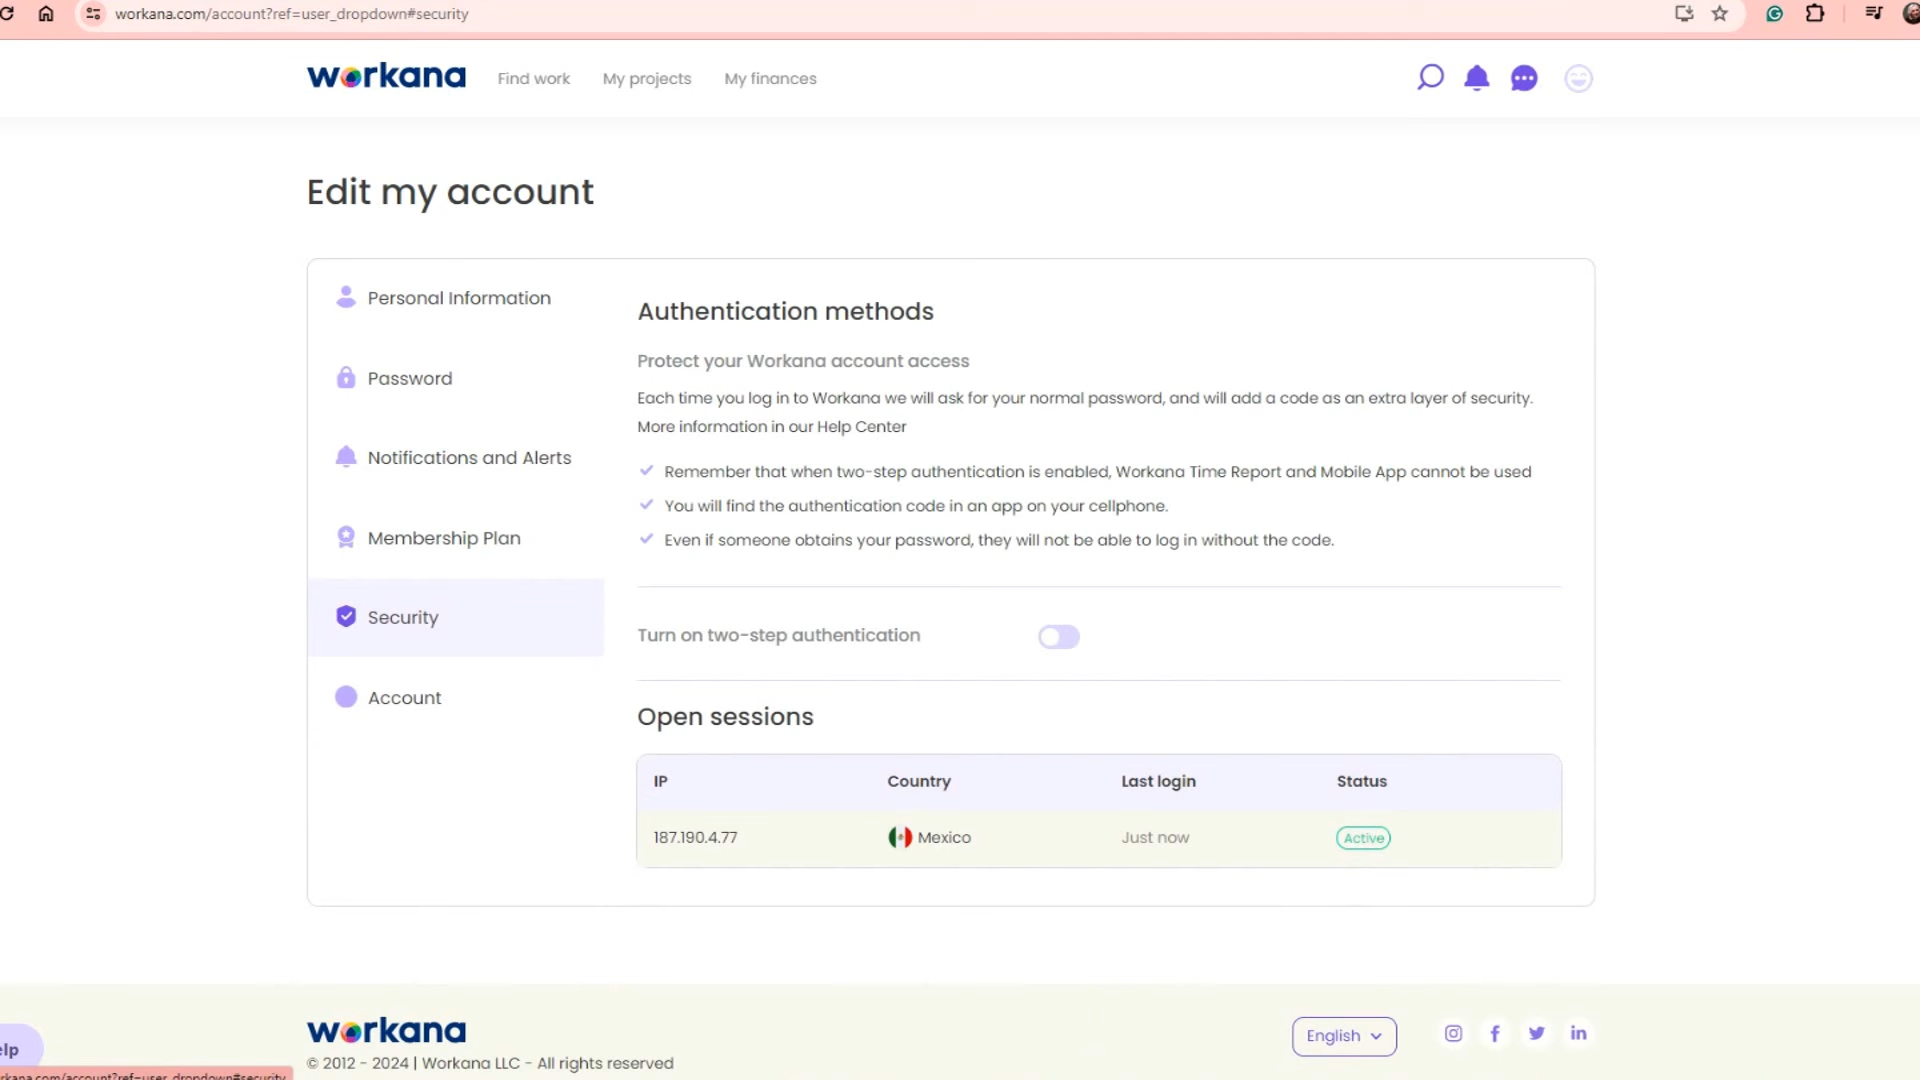 workana.com/account?ref=user_dropdown#security
workana Find work My projects My finances
Edit my account
Personal Information
Password
Notifications and Alerts
Membership Plan
Security
Account
Authentication methods
Protect your Workana account access
Each time you log in to Workana we will ask for your normal password, and will add a code as an extra layer of security.
More information in our Help Center
Remember that when two-step authentication is enabled, Workana Time Report and Mobile App cannot be used
You will find the authentication code in an app on your cellphone.
Even if someone obtains your password, they will not be able to log in without the code.
Turn on two-step authentication
Open sessions
IP Country Last login Status
187.190.4.77 Mexico Just now Active
workana
English
elp
© 2012 - 2024 | Workana LLC - All rights reserved
rkana.com/account?ref=user_dropdown#security